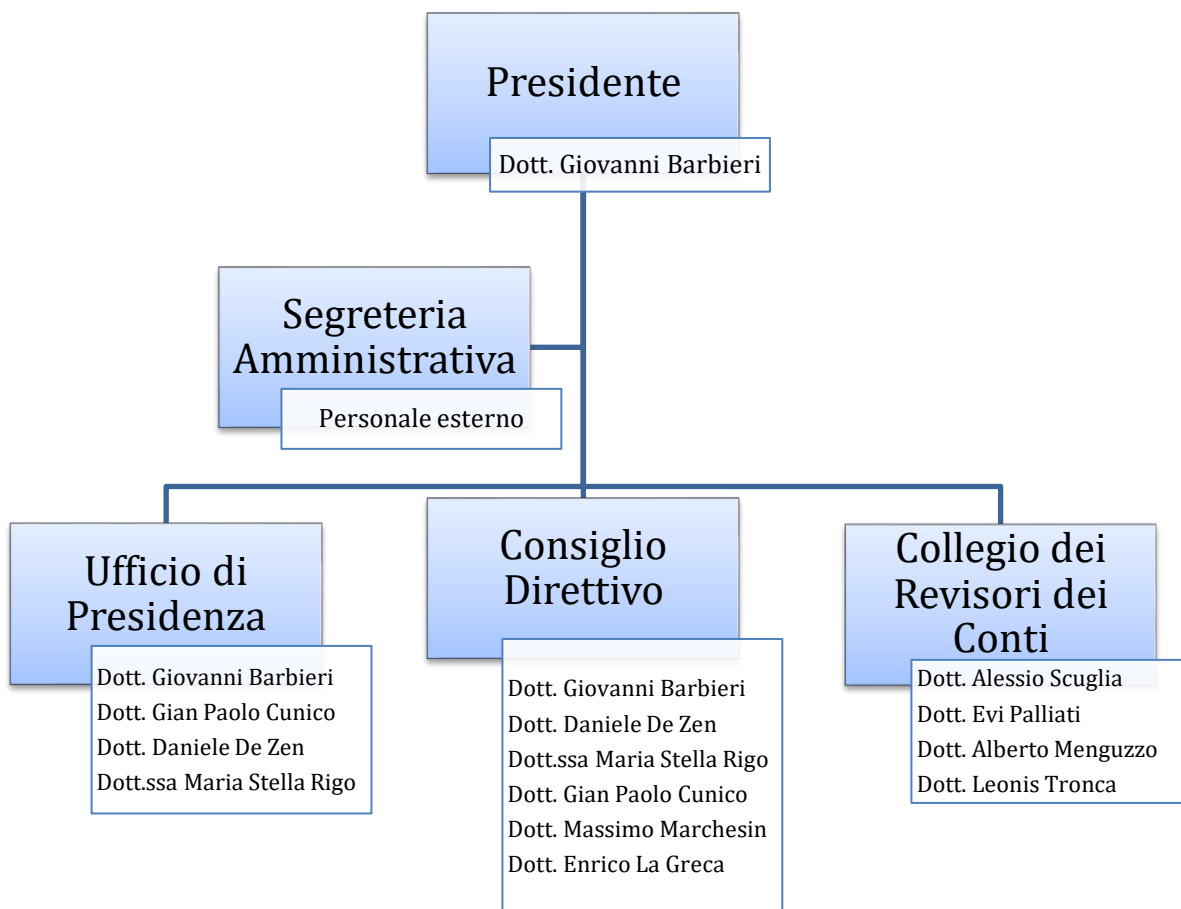 Presidente
Dott. Giovanni Barbieri
Segreteria
Amministrativa
Personale esterno
Ufficio di
Presidenza
Dott. Giovanni Barbieri
Dott. Gian Paolo Cunico
Dott. Daniele De Zen
Dott.ssa Maria Stella Rigo
Consiglio
Direttivo
Dott. Giovanni Barbieri
Dott. Daniele De Zen
Dott.ssa Maria Stella Rigo
Dott. Gian Paolo Cunico
Dott. Massimo Marchesin
Dott. Enrico La Greca
Collegio dei
Revisori dei
Conti
Dott. Alessio Scuglia
Dott. Evi Palliati
Dott. Alberto Menguzzo
Dott. Leonis Tronca